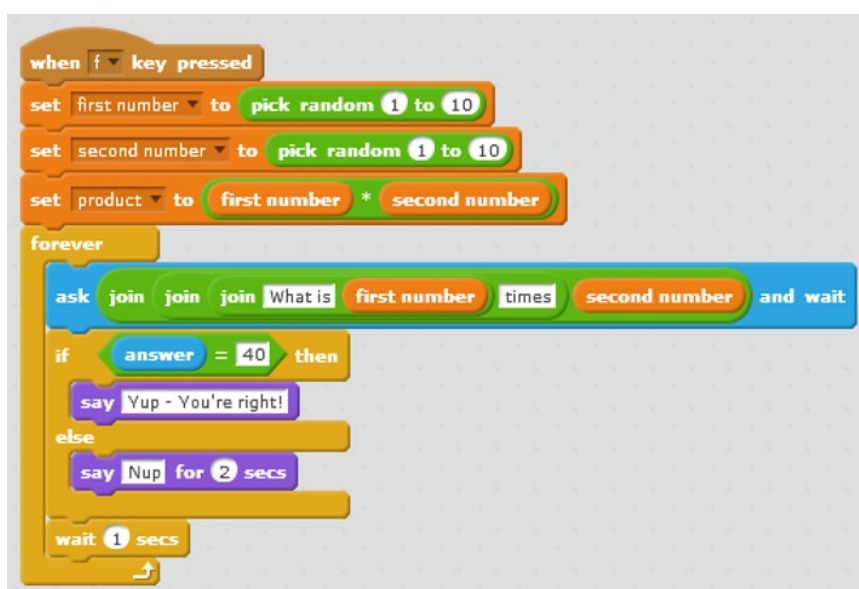 when f key pressed
set first number to pick random 1 to 10
set second number to pick random 1 to 10
set product to first number * second number
forever
ask join join join What is first number times second number and wait
if answer = 40 then
say Yup - You're right!
else
say Nup for 2 secs
wait 1 secs